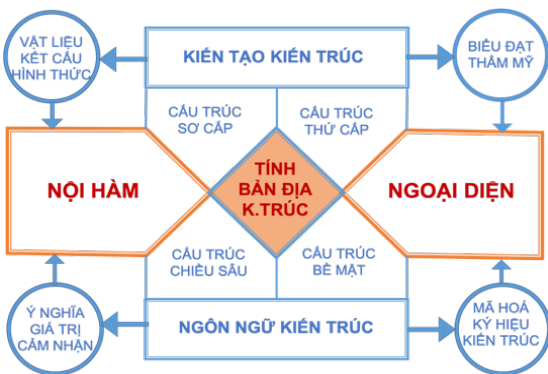 VẬT LIỆU
KẾT CẤU
HÌNH THỨC
KIẾN TẠO KIẾN TRÚC
BIỂU ĐẠT
THẨM MỸ
CẤU TRÚC
SƠ CẤP
CẤU TRÚC
THỨ CẤP
NỘI HÀM
TÍNH
BẢN ĐỊA
K.TRÚC
NGOẠI DIỆN
CẤU TRÚC
CHIỀU SÂU
CẤU TRÚC
BỀ MẶT
Ý NGHĨA
GIÁ TRỊ
CẢM NHẬN
NGÔN NGỮ KIẾN TRÚC
MÃ HOÁ
KÝ HIỆU
KIẾN TRÚC